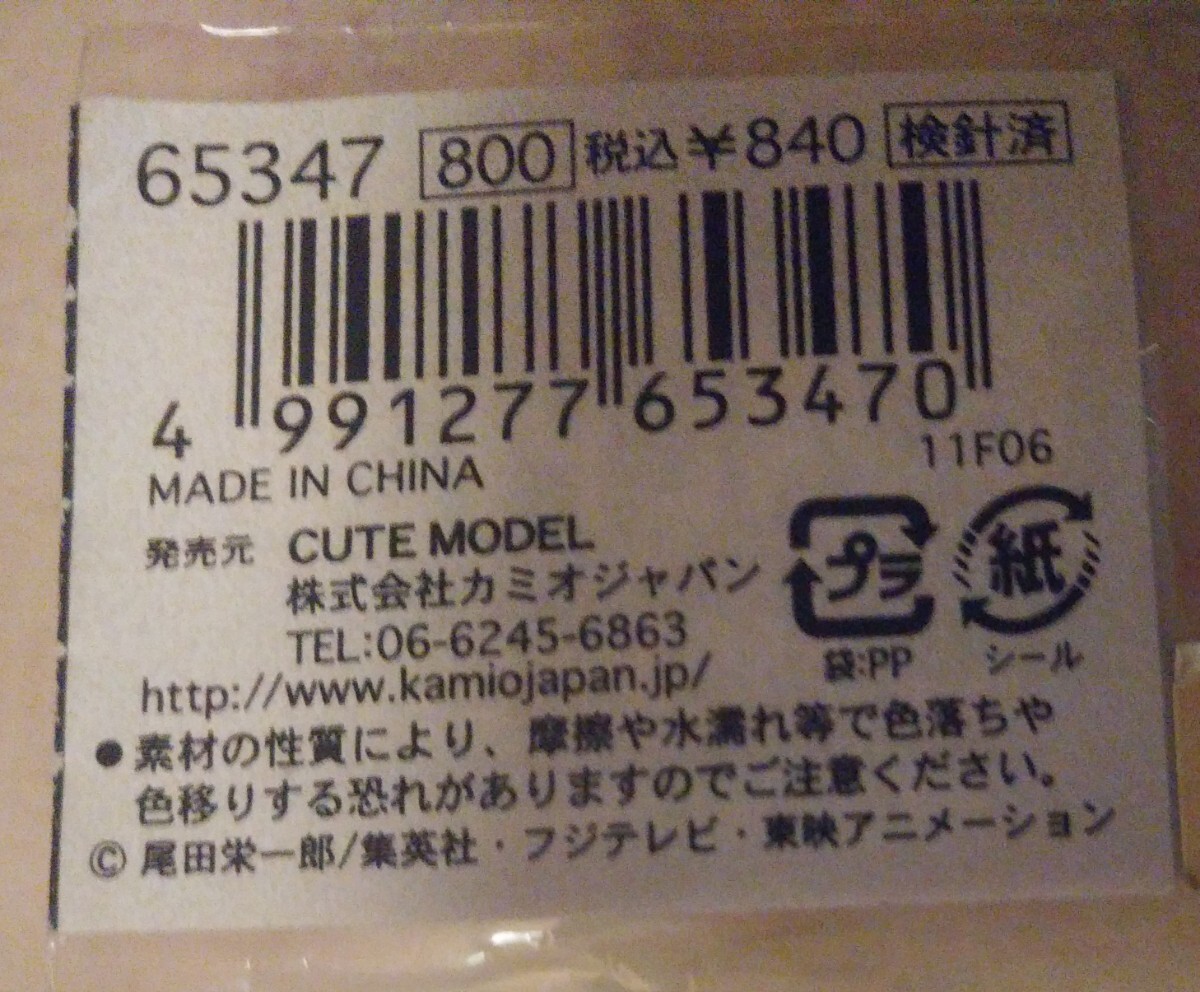 65347 800 税込¥840 検針済
4 991277 653470
11F06
MADE IN CHINA
発売元 CUTE MODEL
株式会社カミオジャパン
TEL:06-6245-6863
http://www.kamiojapan.jp/
プラ 紙
袋:PP シール
●素材の性質により、摩擦や水濡れ等で色落ちや
色移りする恐れがありますのでご注意ください。
© 尾田栄一郎/集英社・フジテレビ・東映アニメーション